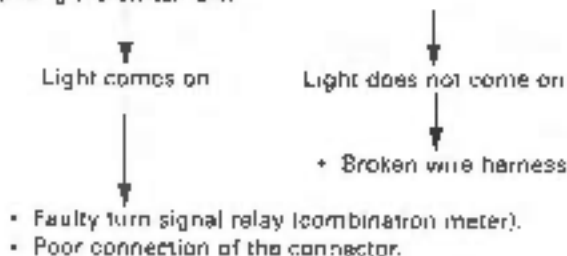 Light comes on
Light does not come on
• Broken wire harness
• Faulty turn signal relay (combination meter).
• Poor connection of the connector.